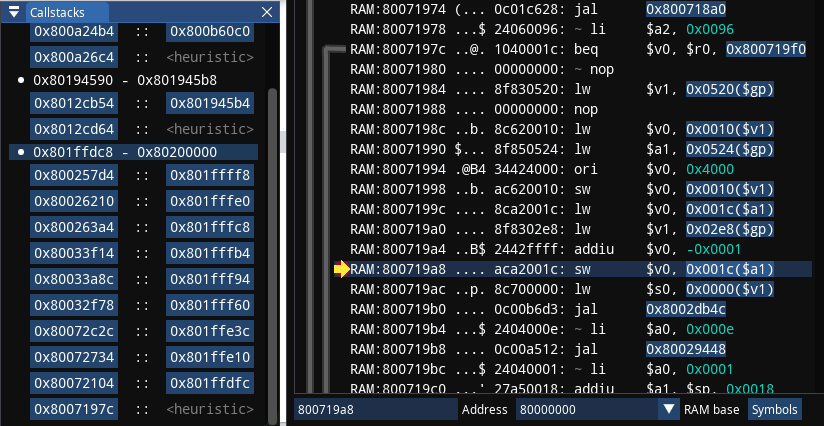 Callstacks
0x800a24b4 :: 0x800b60c0
0x800a26c4 :: <heuristic>
0x80194590 - 0x801945b8
0x8012cb54 :: 0x801945b4
0x8012cd64 :: <heuristic>
0x801ffdc8 - 0x80200000
0x800257d4 :: 0x801ffff8
0x80026210 :: 0x801fffe0
0x800263a4 :: 0x801fffc8
0x80033f14 :: 0x801fffb4
0x80033a8c :: 0x801fff94
0x80032f78 :: 0x801fff60
0x80072c2c :: 0x801ffe3c
0x80072734 :: 0x801ffe10
0x80072104 :: 0x801ffdfc
0x8007197c :: <heuristic>
RAM:80071974 (... 0c01c628: jal 0x800718a0
RAM:80071978 ...$ 24060096: ~ li $a2, 0x0096
RAM:8007197c ..@. 1040001c: beq $v0, $r0, 0x800719f0
RAM:80071980 .... 00000000: ~ nop
RAM:80071984 .... 8f830520: lw $v1, 0x0520($gp)
RAM:80071988 .... 00000000: nop
RAM:8007198c ..b. 8c620010: lw $v0, 0x0010($v1)
RAM:80071990 $... 8f850524: lw $a1, 0x0524($gp)
RAM:80071994 .@B4 34424000: ori $v0, 0x4000
RAM:80071998 ..b. ac620010: sw $v0, 0x0010($v1)
RAM:8007199c .... 8ca2001c: lw $v0, 0x001c($a1)
RAM:800719a0 .... 8f8302e8: lw $v1, 0x02e8($gp)
RAM:800719a4 ..B$ 2442ffff: addiu $v0, -0x0001
RAM:800719a8 .... aca2001c: sw $v0, 0x001c($a1)
RAM:800719ac ..p. 8c700000: lw $s0, 0x0000($v1)
RAM:800719b0 .... 0c00b6d3: jal 0x8002db4c
RAM:800719b4 ...$ 2404000e: ~ li $a0, 0x000e
RAM:800719b8 .... 0c00a512: jal 0x80029448
RAM:800719bc ...$ 24040001: ~ li $a0, 0x0001
RAM:800719c0 ...' 27a50018: addiu $a1, $sp, 0x0018
800719a8 Address 80000000 RAM base Symbols